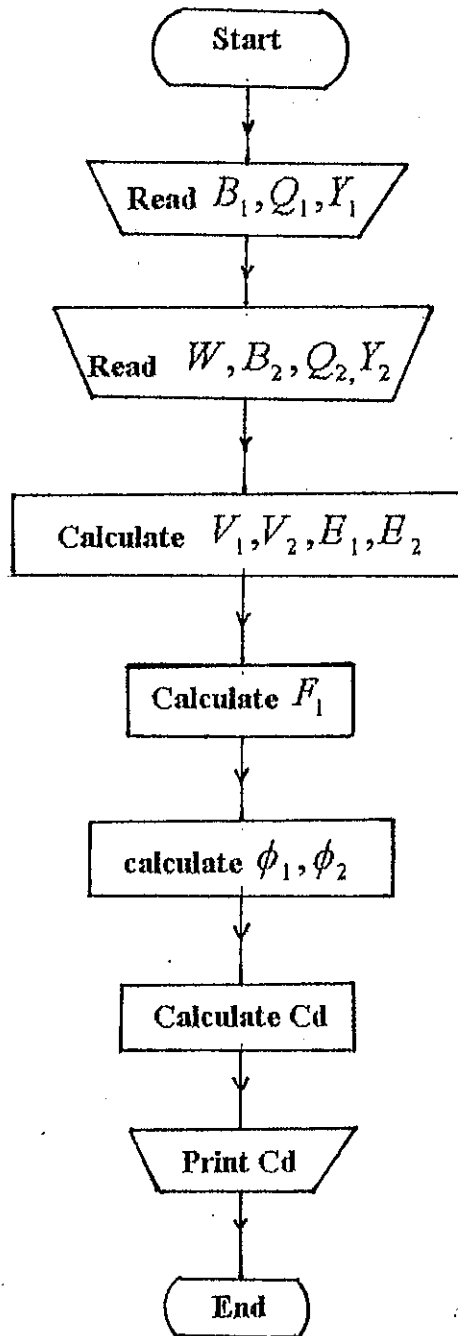 Start
Read B₁, Q₁, Y₁
Read W, B₂, Q₂, Y₂
Calculate V₁, V₂, E₁, E₂
Calculate F₁
calculate ϕ₁, ϕ₂
Calculate Cd
Print Cd
End